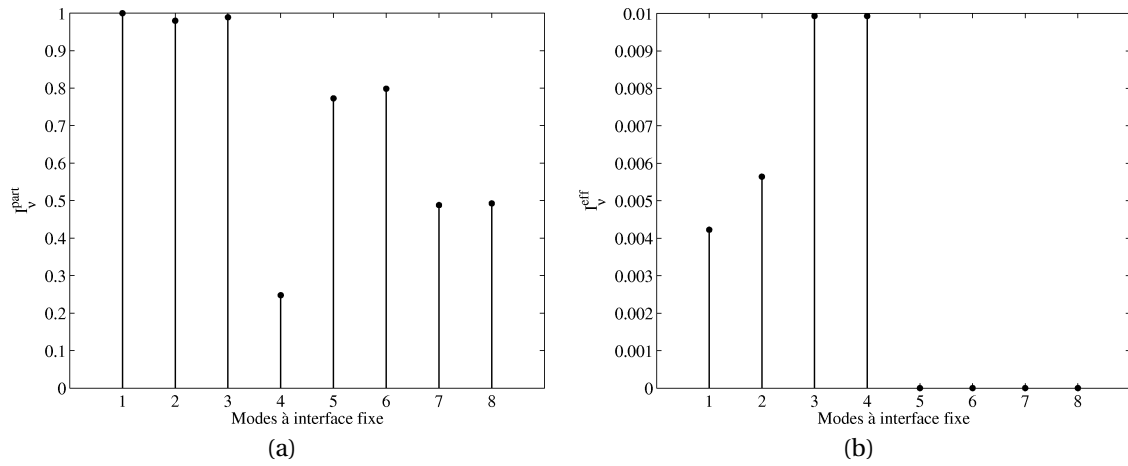 1
0.9
0.8
0.7
0.6
0.5
0.4
0.3
0.2
0.1
0
I_ν^part
1 2 3 4 5 6 7 8
Modes à interface fixe
(a)
0.01
0.009
0.008
0.007
0.006
0.005
0.004
0.003
0.002
0.001
0
I_ν^eff
1 2 3 4 5 6 7 8
Modes à interface fixe
(b)